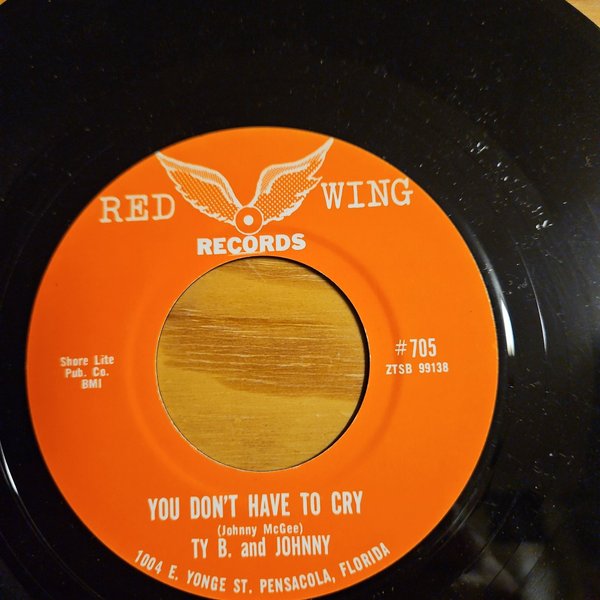 RED WING
RECORDS
#705
ZTSB 99138
Shore Lite
Pub. Co.
BMI
YOU DON'T HAVE TO CRY
(Johnny McGee)
TY B. and JOHNNY
1004 E. YONGE ST. PENSACOLA, FLORIDA